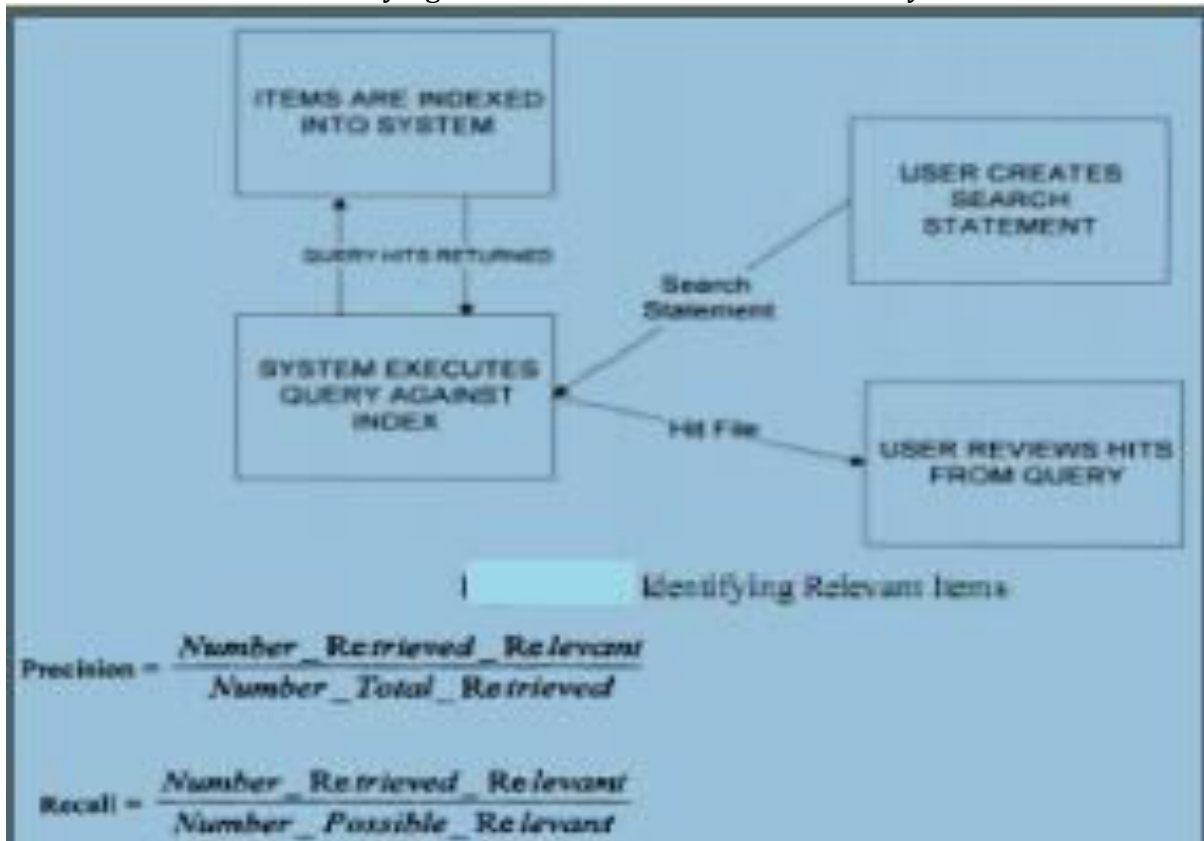 ITEMS ARE INDEXED
INTO SYSTEM
USER CREATES
SEARCH
STATEMENT
QUERY HITS RETURNED
Search
Statement
SYSTEM EXECUTES
QUERY AGAINST
INDEX
Hit File
USER REVIEWS HITS
FROM QUERY
Identifying Relevant Items
Precision = Number_Retrieved_Relevant
Number_Total_Retrieved
Recall = Number_Retrieved_Relevant
Number_Possible_Relevant